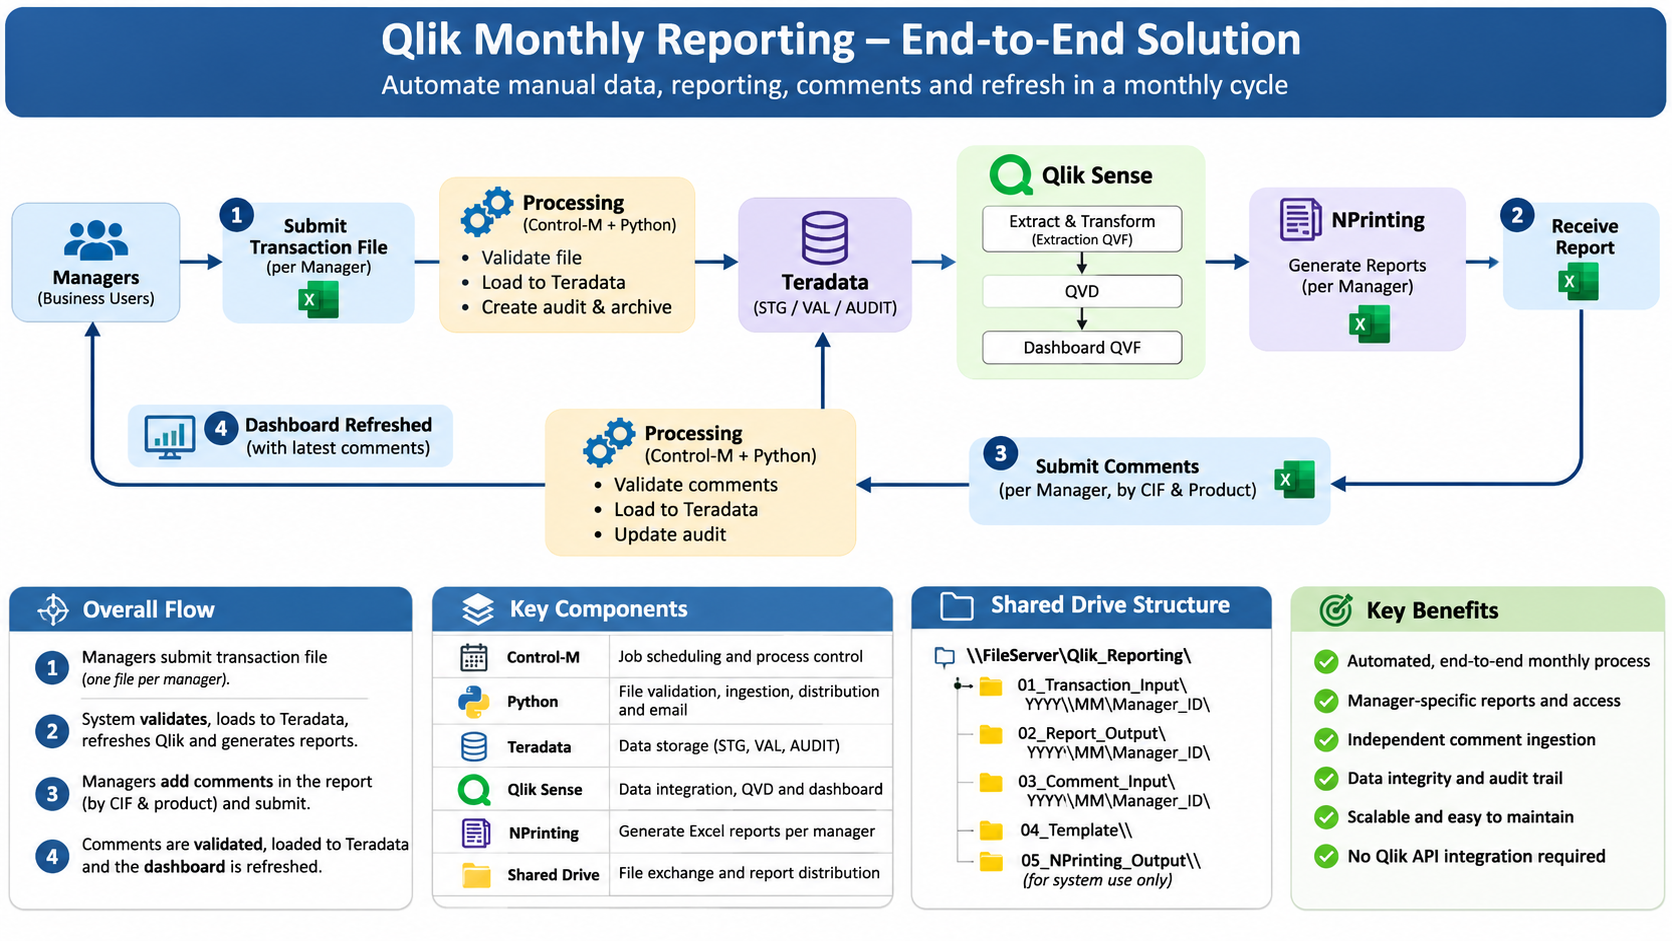 Qlik Monthly Reporting – End-to-End Solution
Automate manual data, reporting, comments and refresh in a monthly cycle
Managers
(Business Users)
1
Submit
Transaction File
(per Manager)
X
Processing
(Control-M + Python)
• Validate file
• Load to Teradata
• Create audit & archive
Teradata
(STG / VAL / AUDIT)
Qlik Sense
Extract & Transform
(Extraction QVF)
QVD
Dashboard QVF
NPrinting
Generate Reports
(per Manager)
X
2
Receive
Report
X
4
Dashboard Refreshed
(with latest comments)
Processing
(Control-M + Python)
• Validate comments
• Load to Teradata
• Update audit
3
Submit Comments
(per Manager, by CIF & Product)
X
Overall Flow
1
Managers submit transaction file
(one file per manager).
2
System validates, loads to Teradata,
refreshes Qlik and generates reports.
3
Managers add comments in the report
(by CIF & product) and submit.
4
Comments are validated, loaded to Teradata
and the dashboard is refreshed.
Key Components
Control-M
Job scheduling and process control
Python
File validation, ingestion, distribution
and email
Teradata
Data storage (STG, VAL, AUDIT)
Qlik Sense
Data integration, QVD and dashboard
NPrinting
Generate Excel reports per manager
Shared Drive
File exchange and report distribution
Shared Drive Structure
\\FileServer\Qlik_Reporting\
01_Transaction_Input\
YYYY\\MM\Manager_ID\
02_Report_Output\
YYYY\\MM\Manager_ID\
03_Comment_Input\
YYYY\\MM\Manager_ID\
04_Template\\
05_NPrinting_Output\\
(for system use only)
Key Benefits
Automated, end-to-end monthly process
Manager-specific reports and access
Independent comment ingestion
Data integrity and audit trail
Scalable and easy to maintain
No Qlik API integration required